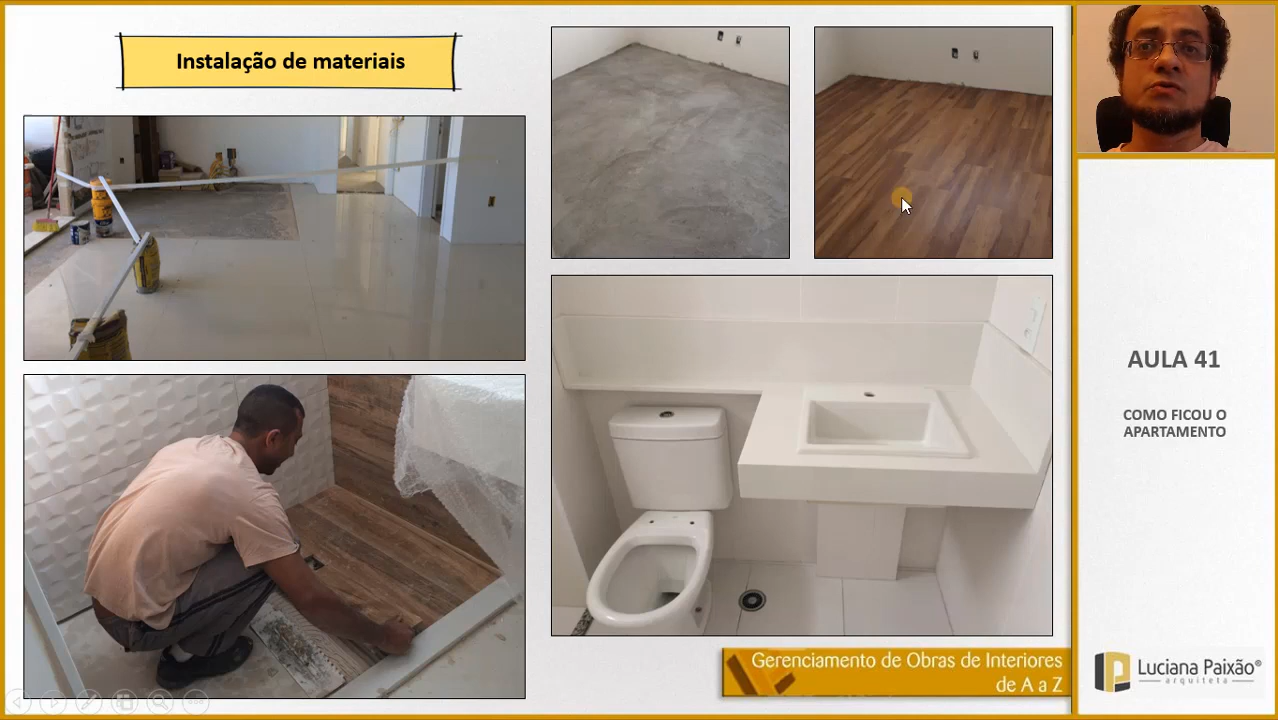 Instalação de materiais
AULA 41
COMO FICOU O
APARTAMENTO
Gerenciamento de Obras de Interiores
de A a Z
Luciana Paixão®
arquiteta